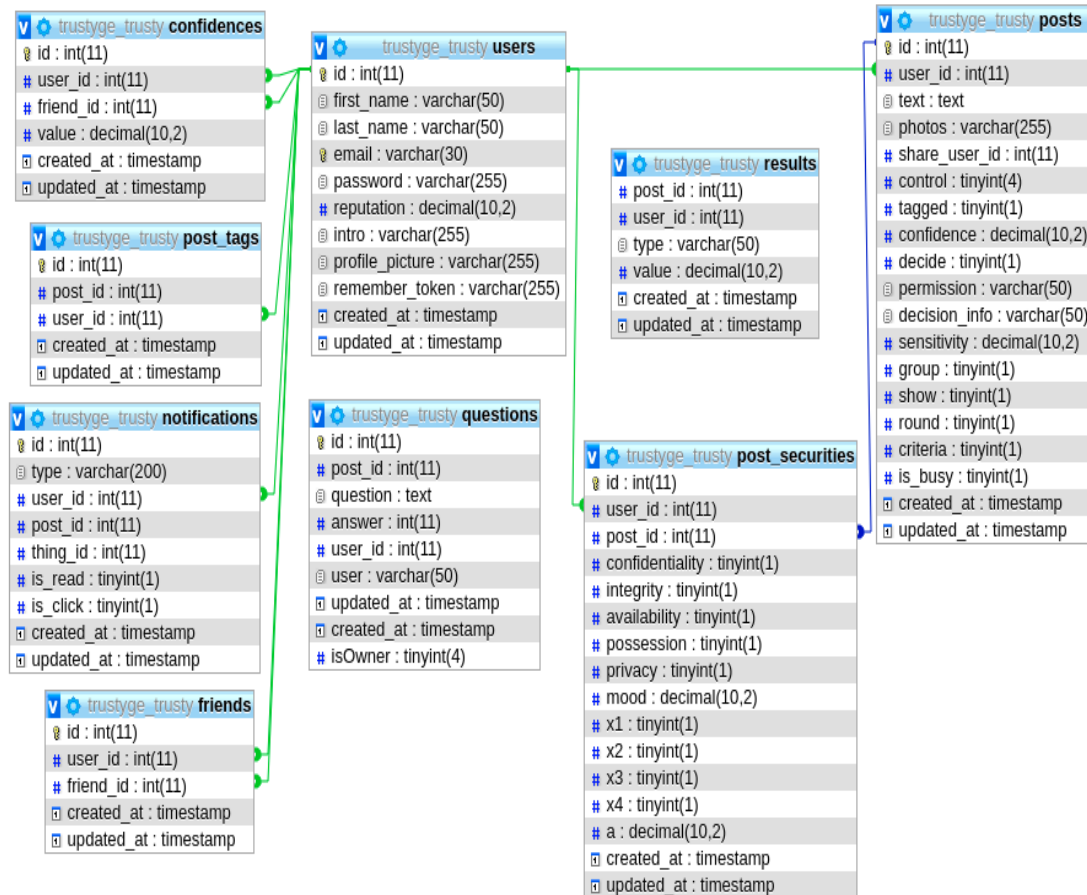 trustyge_trusty confidences
id : int(11)
user_id : int(11)
friend_id : int(11)
value : decimal(10,2)
created_at : timestamp
updated_at : timestamp
trustyge_trusty post_tags
id : int(11)
post_id : int(11)
user_id : int(11)
created_at : timestamp
updated_at : timestamp
trustyge_trusty notifications
id : int(11)
type : varchar(200)
user_id : int(11)
post_id : int(11)
thing_id : int(11)
is_read : tinyint(1)
is_click : tinyint(1)
created_at : timestamp
updated_at : timestamp
trustyge_trusty friends
id : int(11)
user_id : int(11)
friend_id : int(11)
created_at : timestamp
updated_at : timestamp
trustyge_trusty users
id : int(11)
first_name : varchar(50)
last_name : varchar(50)
email : varchar(30)
password : varchar(255)
reputation : decimal(10,2)
intro : varchar(255)
profile_picture : varchar(255)
remember_token : varchar(255)
created_at : timestamp
updated_at : timestamp
trustyge_trusty questions
id : int(11)
post_id : int(11)
question : text
answer : int(11)
user_id : int(11)
user : varchar(50)
updated_at : timestamp
created_at : timestamp
isOwner : tinyint(4)
trustyge_trusty results
post_id : int(11)
user_id : int(11)
type : varchar(50)
value : decimal(10,2)
created_at : timestamp
updated_at : timestamp
trustyge_trusty post_securities
id : int(11)
user_id : int(11)
post_id : int(11)
confidentiality : tinyint(1)
integrity : tinyint(1)
availability : tinyint(1)
possession : tinyint(1)
privacy : tinyint(1)
mood : decimal(10,2)
x1 : tinyint(1)
x2 : tinyint(1)
x3 : tinyint(1)
x4 : tinyint(1)
a : decimal(10,2)
created_at : timestamp
updated_at : timestamp
trustyge_trusty posts
id : int(11)
user_id : int(11)
text : text
photos : varchar(255)
share_user_id : int(11)
control : tinyint(4)
tagged : tinyint(1)
confidence : decimal(10,2)
decide : tinyint(1)
permission : varchar(50)
decision_info : varchar(50)
sensitivity : decimal(10,2)
group : tinyint(1)
show : tinyint(1)
round : tinyint(1)
criteria : tinyint(1)
is_busy : tinyint(1)
created_at : timestamp
updated_at : timestamp